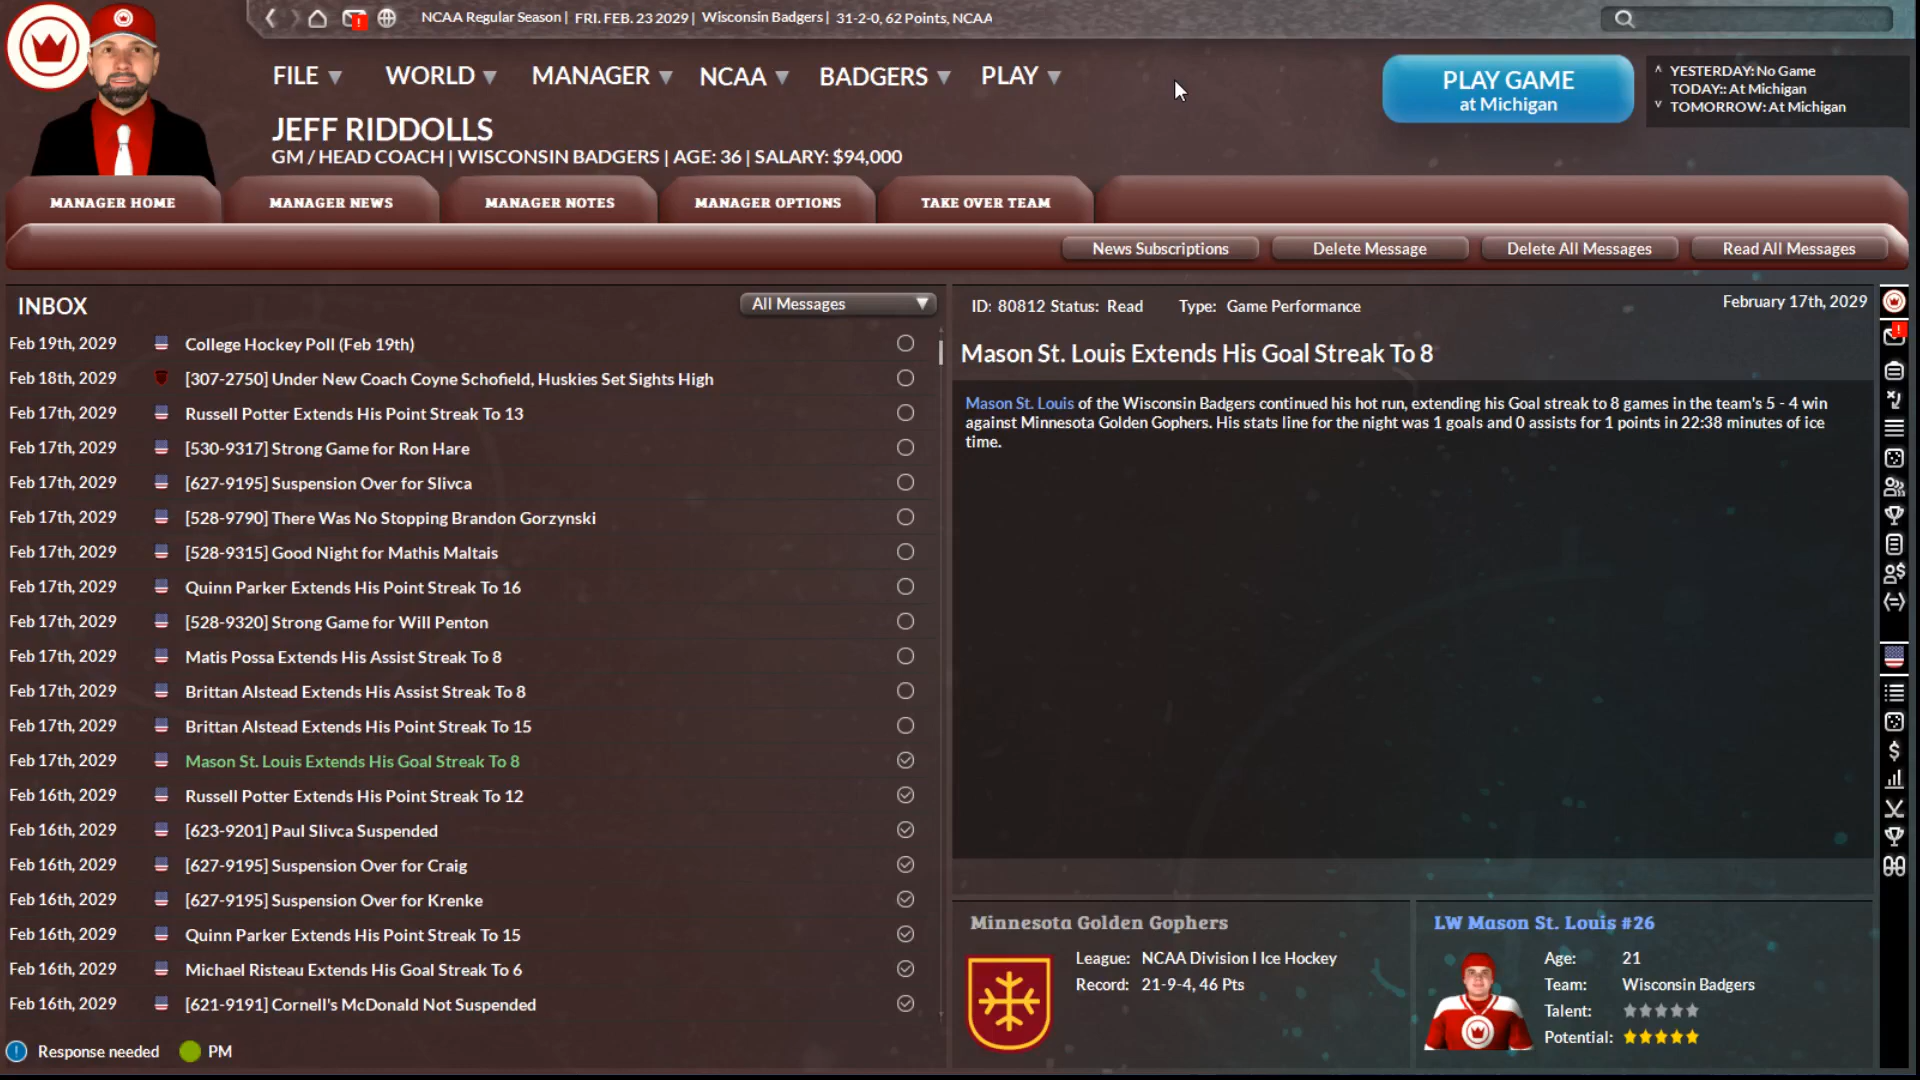 NCAA Regular Season | FRI. FEB. 23 2029 | Wisconsin Badgers | 31-2-0, 62 Points, NCAA
FILE WORLD MANAGER NCAA BADGERS PLAY
PLAY GAME
at Michigan
YESTERDAY: No Game
TODAY:: At Michigan
TOMORROW: At Michigan
JEFF RIDDOLLS
GM / HEAD COACH | WISCONSIN BADGERS | AGE: 36 | SALARY: $94,000
MANAGER HOME MANAGER NEWS MANAGER NOTES MANAGER OPTIONS TAKE OVER TEAM
News Subscriptions Delete Message Delete All Messages Read All Messages
INBOX All Messages
Feb 19th, 2029 College Hockey Poll (Feb 19th)
Feb 18th, 2029 [307-2750] Under New Coach Coyne Schofield, Huskies Set Sights High
Feb 17th, 2029 Russell Potter Extends His Point Streak To 13
Feb 17th, 2029 [530-9317] Strong Game for Ron Hare
Feb 17th, 2029 [627-9195] Suspension Over for Slivca
Feb 17th, 2029 [528-9790] There Was No Stopping Brandon Gorzynski
Feb 17th, 2029 [528-9315] Good Night for Mathis Maltais
Feb 17th, 2029 Quinn Parker Extends His Point Streak To 16
Feb 17th, 2029 [528-9320] Strong Game for Will Penton
Feb 17th, 2029 Matis Possa Extends His Assist Streak To 8
Feb 17th, 2029 Brittan Alstead Extends His Assist Streak To 8
Feb 17th, 2029 Brittan Alstead Extends His Point Streak To 15
Feb 17th, 2029 Mason St. Louis Extends His Goal Streak To 8
Feb 16th, 2029 Russell Potter Extends His Point Streak To 12
Feb 16th, 2029 [623-9201] Paul Slivca Suspended
Feb 16th, 2029 [627-9195] Suspension Over for Craig
Feb 16th, 2029 [627-9195] Suspension Over for Krenke
Feb 16th, 2029 Quinn Parker Extends His Point Streak To 15
Feb 16th, 2029 Michael Risteau Extends His Goal Streak To 6
Feb 16th, 2029 [621-9191] Cornell's McDonald Not Suspended
! Response needed PM
ID: 80812 Status: Read Type: Game Performance February 17th, 2029
Mason St. Louis Extends His Goal Streak To 8
Mason St. Louis of the Wisconsin Badgers continued his hot run, extending his Goal streak to 8 games in the team's 5 - 4 win
against Minnesota Golden Gophers. His stats line for the night was 1 goals and 0 assists for 1 points in 22:38 minutes of ice
time.
Minnesota Golden Gophers
League: NCAA Division I Ice Hockey
Record: 21-9-4, 46 Pts
LW Mason St. Louis #26
Age: 21
Team: Wisconsin Badgers
Talent:
Potential: